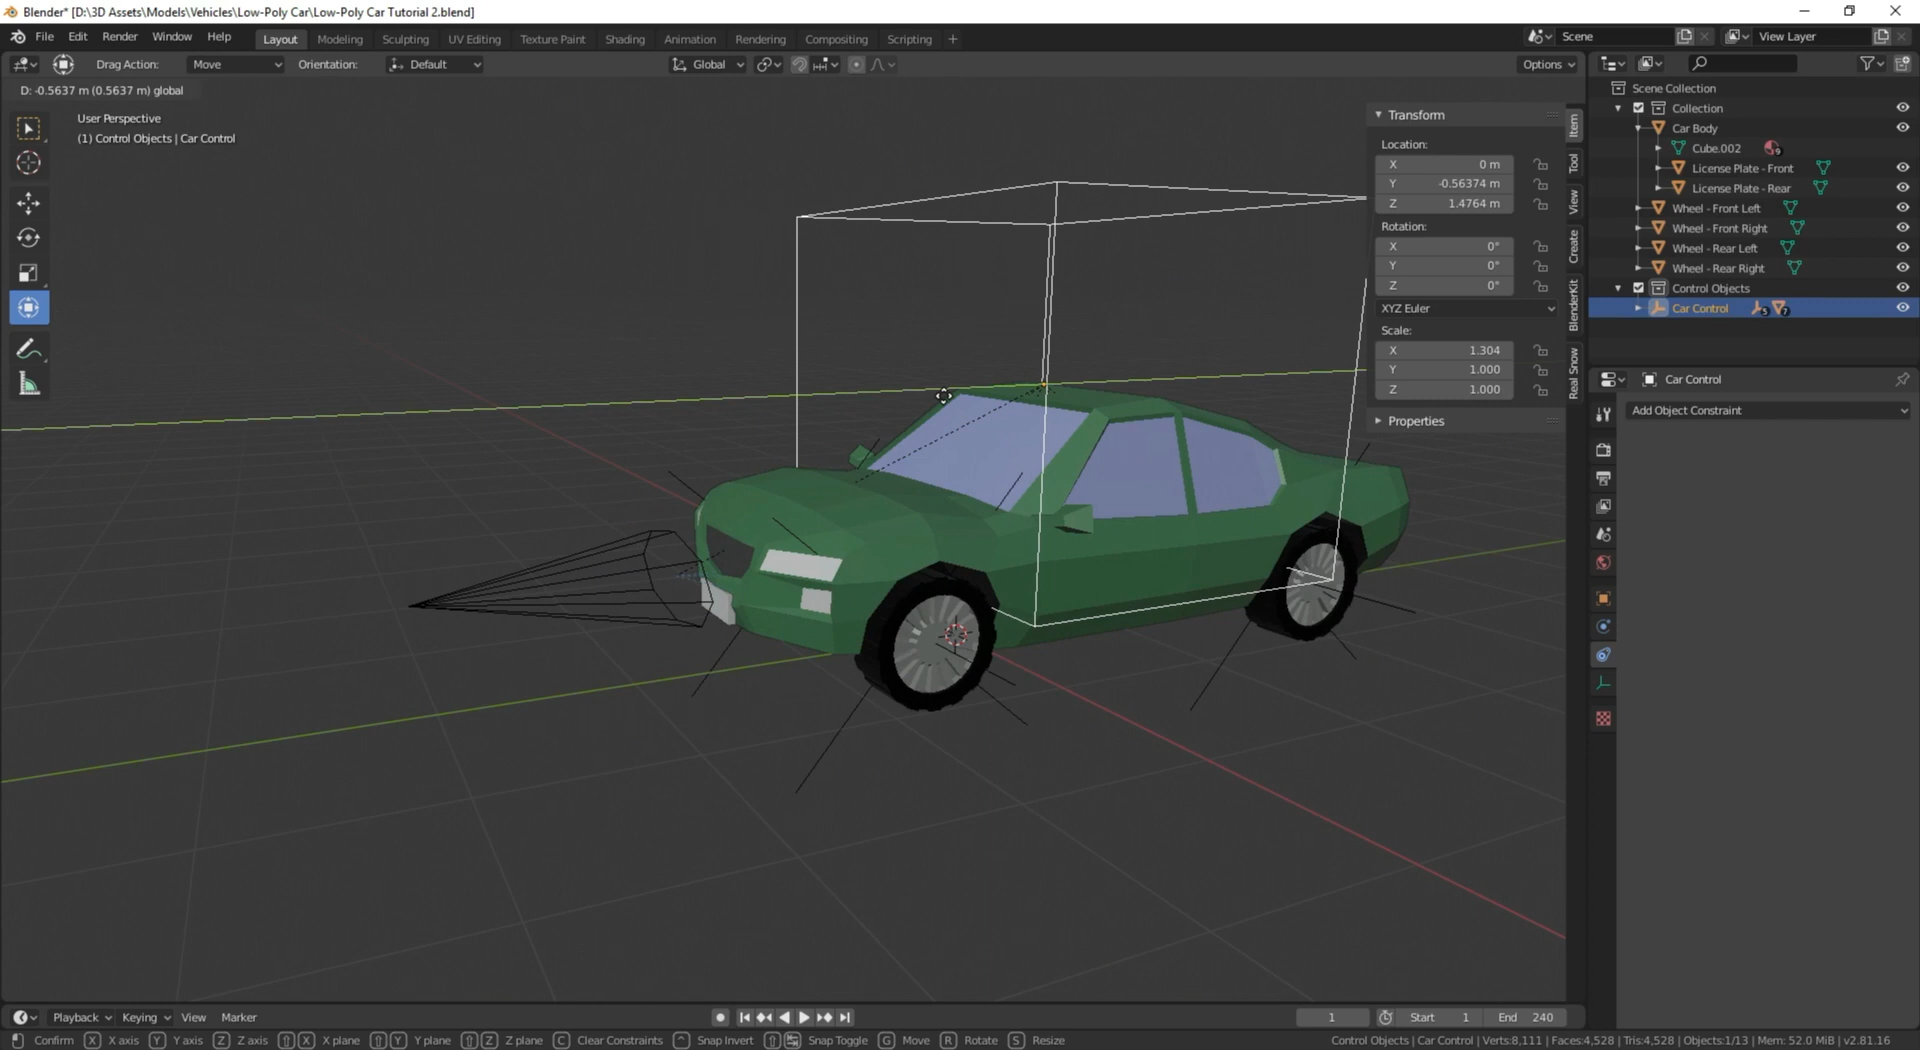 Blender* [D:\3D Assets\Models\Vehicles\Low-Poly Car\Low-Poly Car Tutorial 2.blend]
File Edit Render Window Help Layout Modeling Sculpting UV Editing Texture Paint Shading Animation Rendering Compositing Scripting + Scene View Layer
Drag Action: Move Orientation: Default Global Options
D: -0.5637 m (0.5637 m) global
User Perspective
(1) Control Objects | Car Control
Transform
Location:
X 0 m
Y -0.56374 m
Z 1.4764 m
Rotation:
X 0°
Y 0°
Z 0°
XYZ Euler
Scale:
X 1.304
Y 1.000
Z 1.000
Properties
Item
Tool
View
Create
BlenderKit
Real Snow
Scene Collection
Collection
Car Body
Cube.002 9
License Plate - Front
License Plate - Rear
Wheel - Front Left
Wheel - Front Right
Wheel - Rear Left
Wheel - Rear Right
Control Objects
Car Control 5 7
Car Control
Add Object Constraint
Playback Keying View Marker 1 Start 1 End 240
Confirm X X axis Y Y axis Z Z axis X X plane Y Y plane Z Z plane C Clear Constraints Snap Invert Snap Toggle G Move R Rotate S Resize Control Objects | Car Control | Verts:8,111 | Faces:4,528 | Tris:4,528 | Objects:1/13 | Mem: 52.0 MiB | v2.81.16